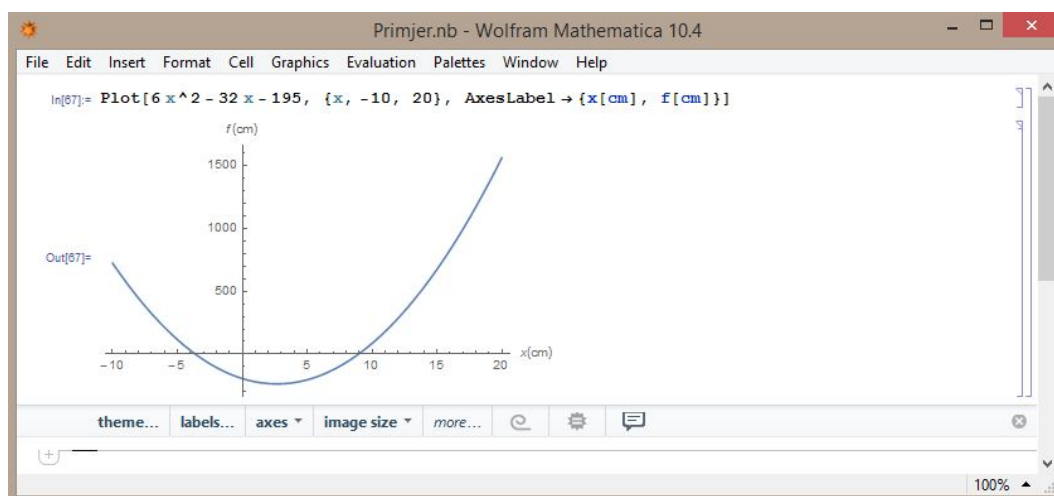 Primjer.nb - Wolfram Mathematica 10.4
File Edit Insert Format Cell Graphics Evaluation Palettes Window Help
In[67]:= Plot[6 x^2 - 32 x - 195, {x, -10, 20}, AxesLabel → {x[cm], f[cm]}]
f(cm)
1500
1000
Out[67]=
500
-10 -5 5 10 15 20 x(cm)
theme... labels... axes image size more...
100%